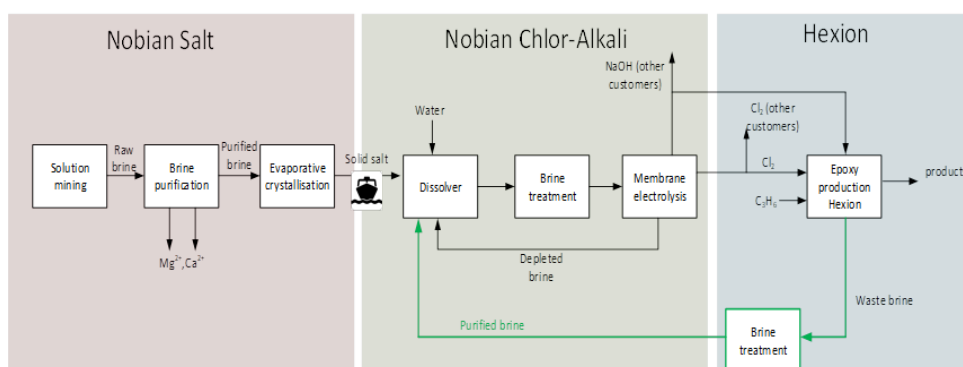 Nobian Salt
Nobian Chlor-Alkali
Hexion
NaOH (other
customers)
Cl₂ (other
customers)
Water
Raw
brine
Purified
brine
Solid salt
Solution
mining
Brine
purification
Evaporative
crystallisation
Dissolver
Brine
treatment
Membrane
electrolysis
Cl₂
C₃H₆
Epoxy
production
Hexion
product
Mg²⁺,Ca²⁺
Depleted
brine
Waste brine
Purified brine
Brine
treatment